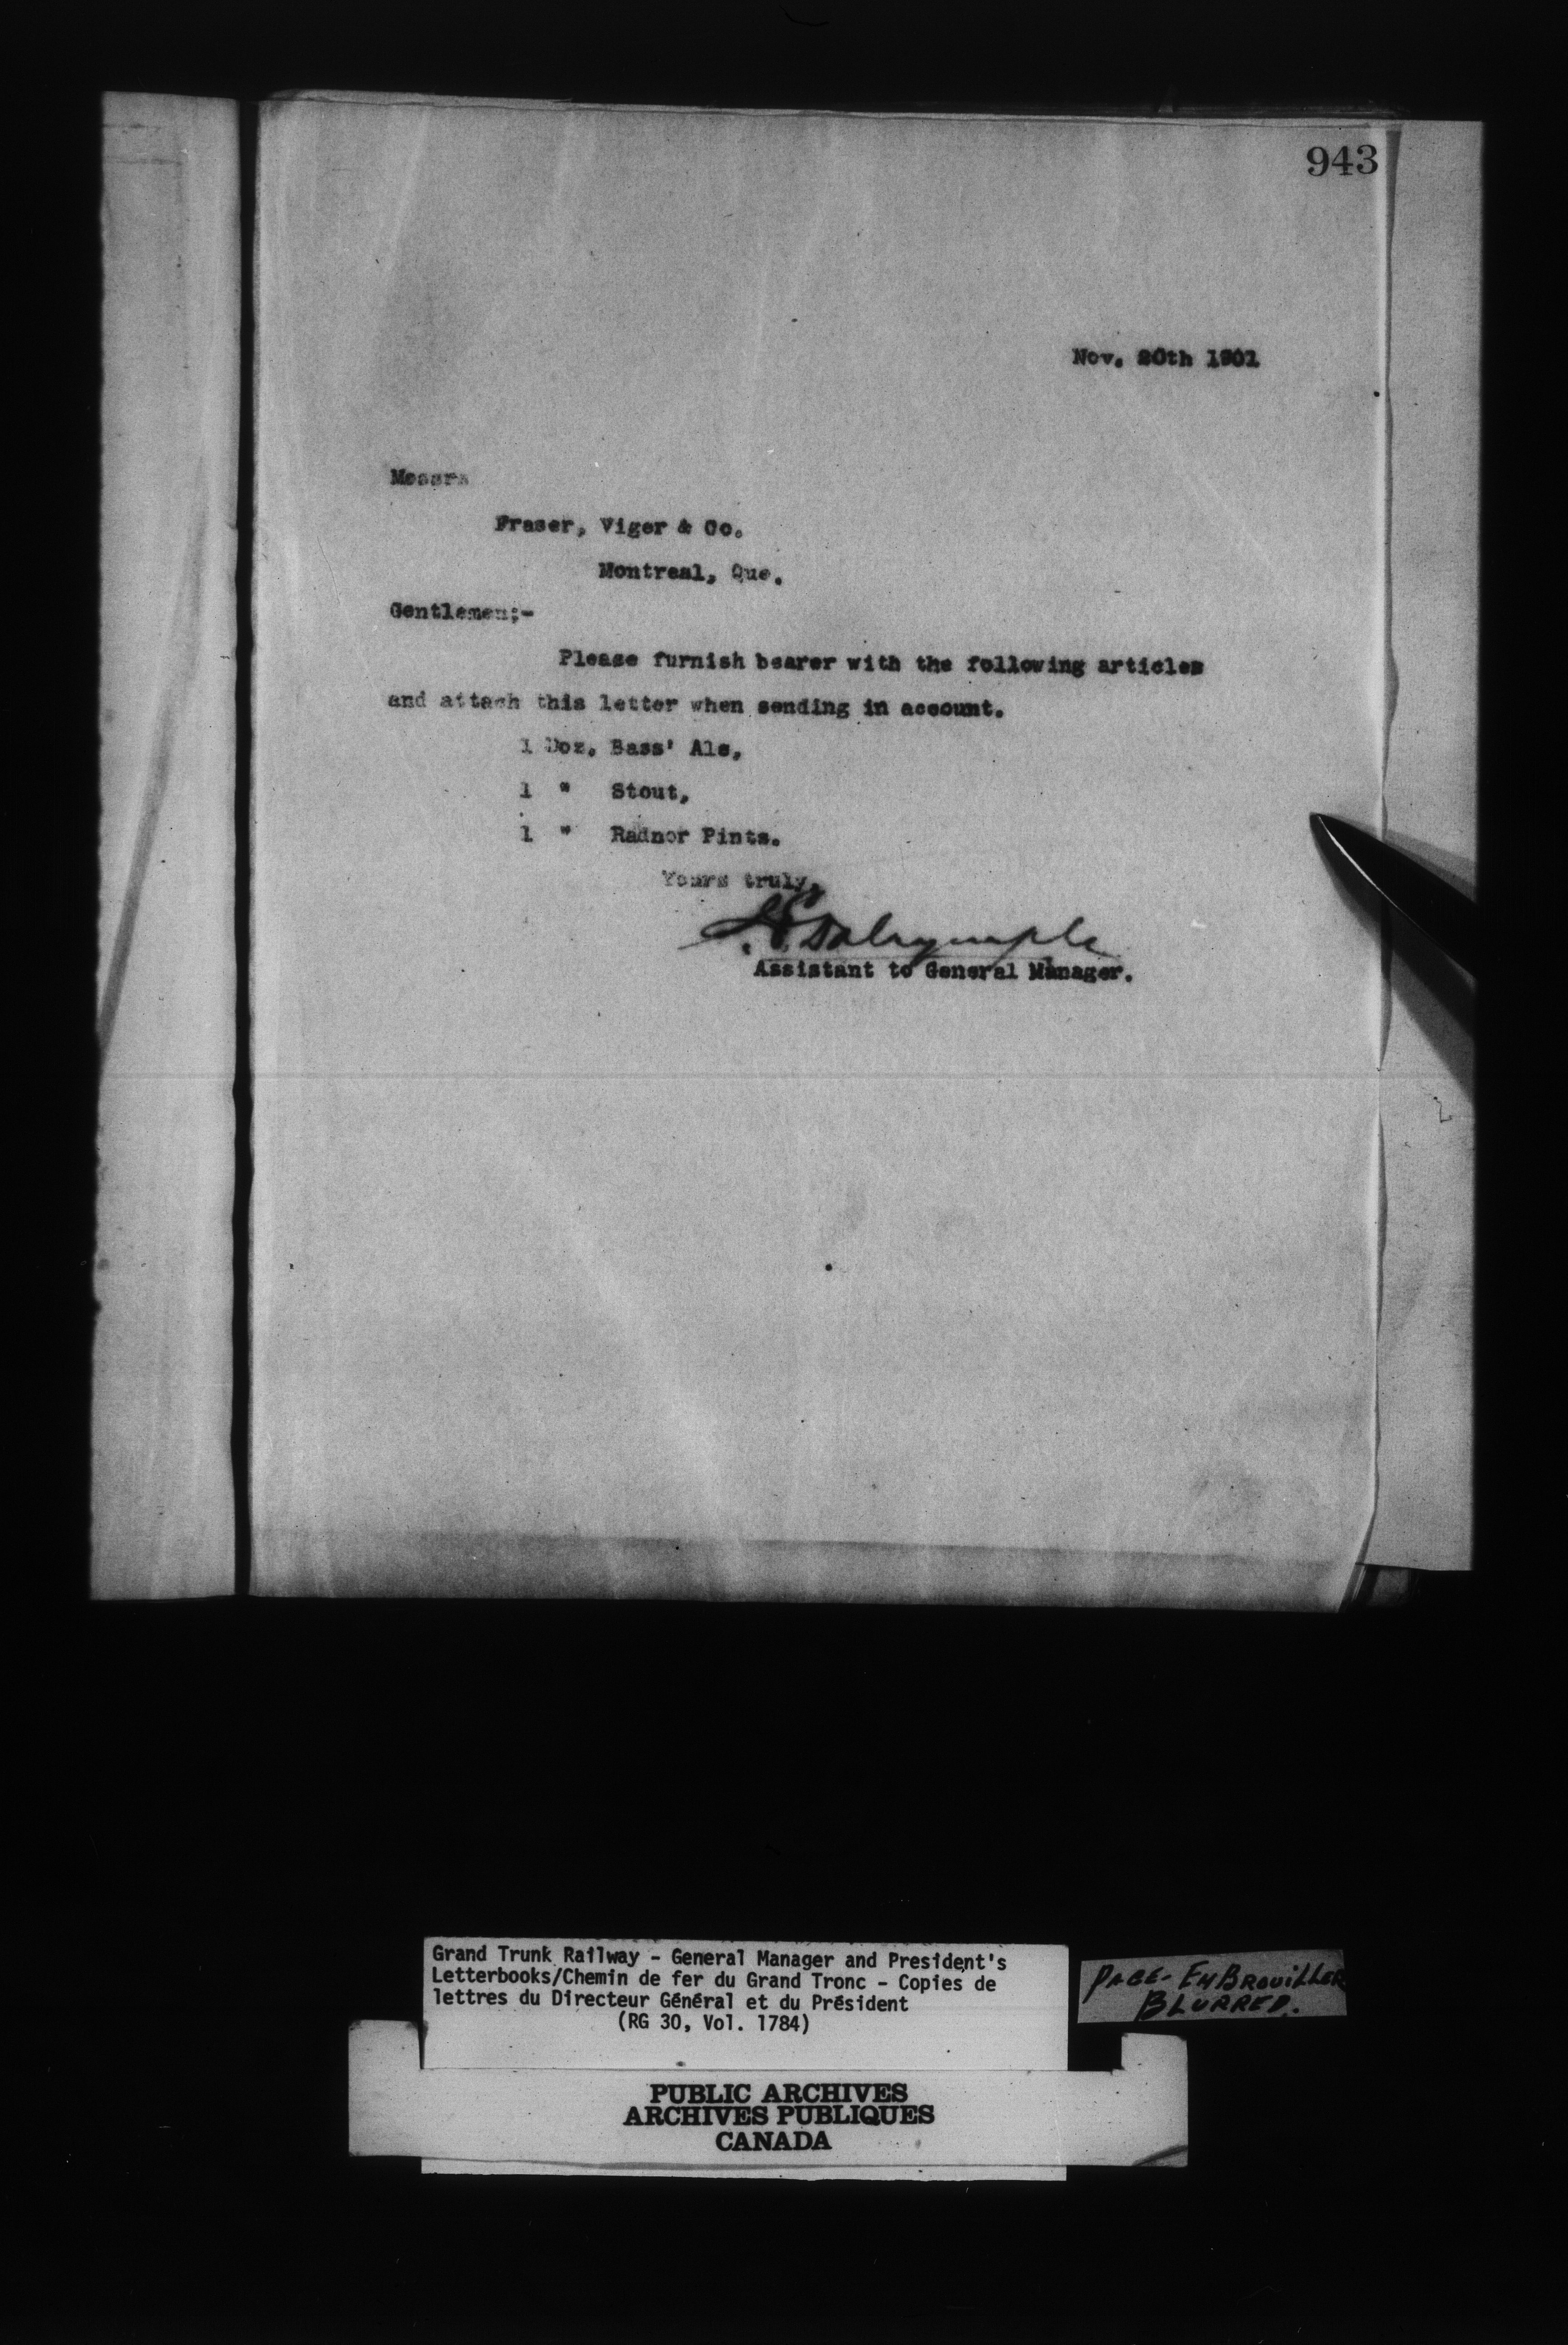 943
Nov. 20th 1901
Messrs
Fraser, Viger & Co.
Montreal, Que.
Gentlemen:-
Please furnish bearer with the following articles
and attach this letter when sending in account.
1 Doz. Bass' Ale,
1 " Stout,
1 " Radnor Pints.
Yours truly,
Dalrymple
Assistant to General Manager.
Grand Trunk Railway - General Manager and President's
Letterbooks/Chemin de fer du Grand Tronc - Copies de
lettres du Directeur Général et du Président
(RG 30, Vol. 1784)
PAGE- EMBROUILLER
BLURRED.
PUBLIC ARCHIVES
ARCHIVES PUBLIQUES
CANADA